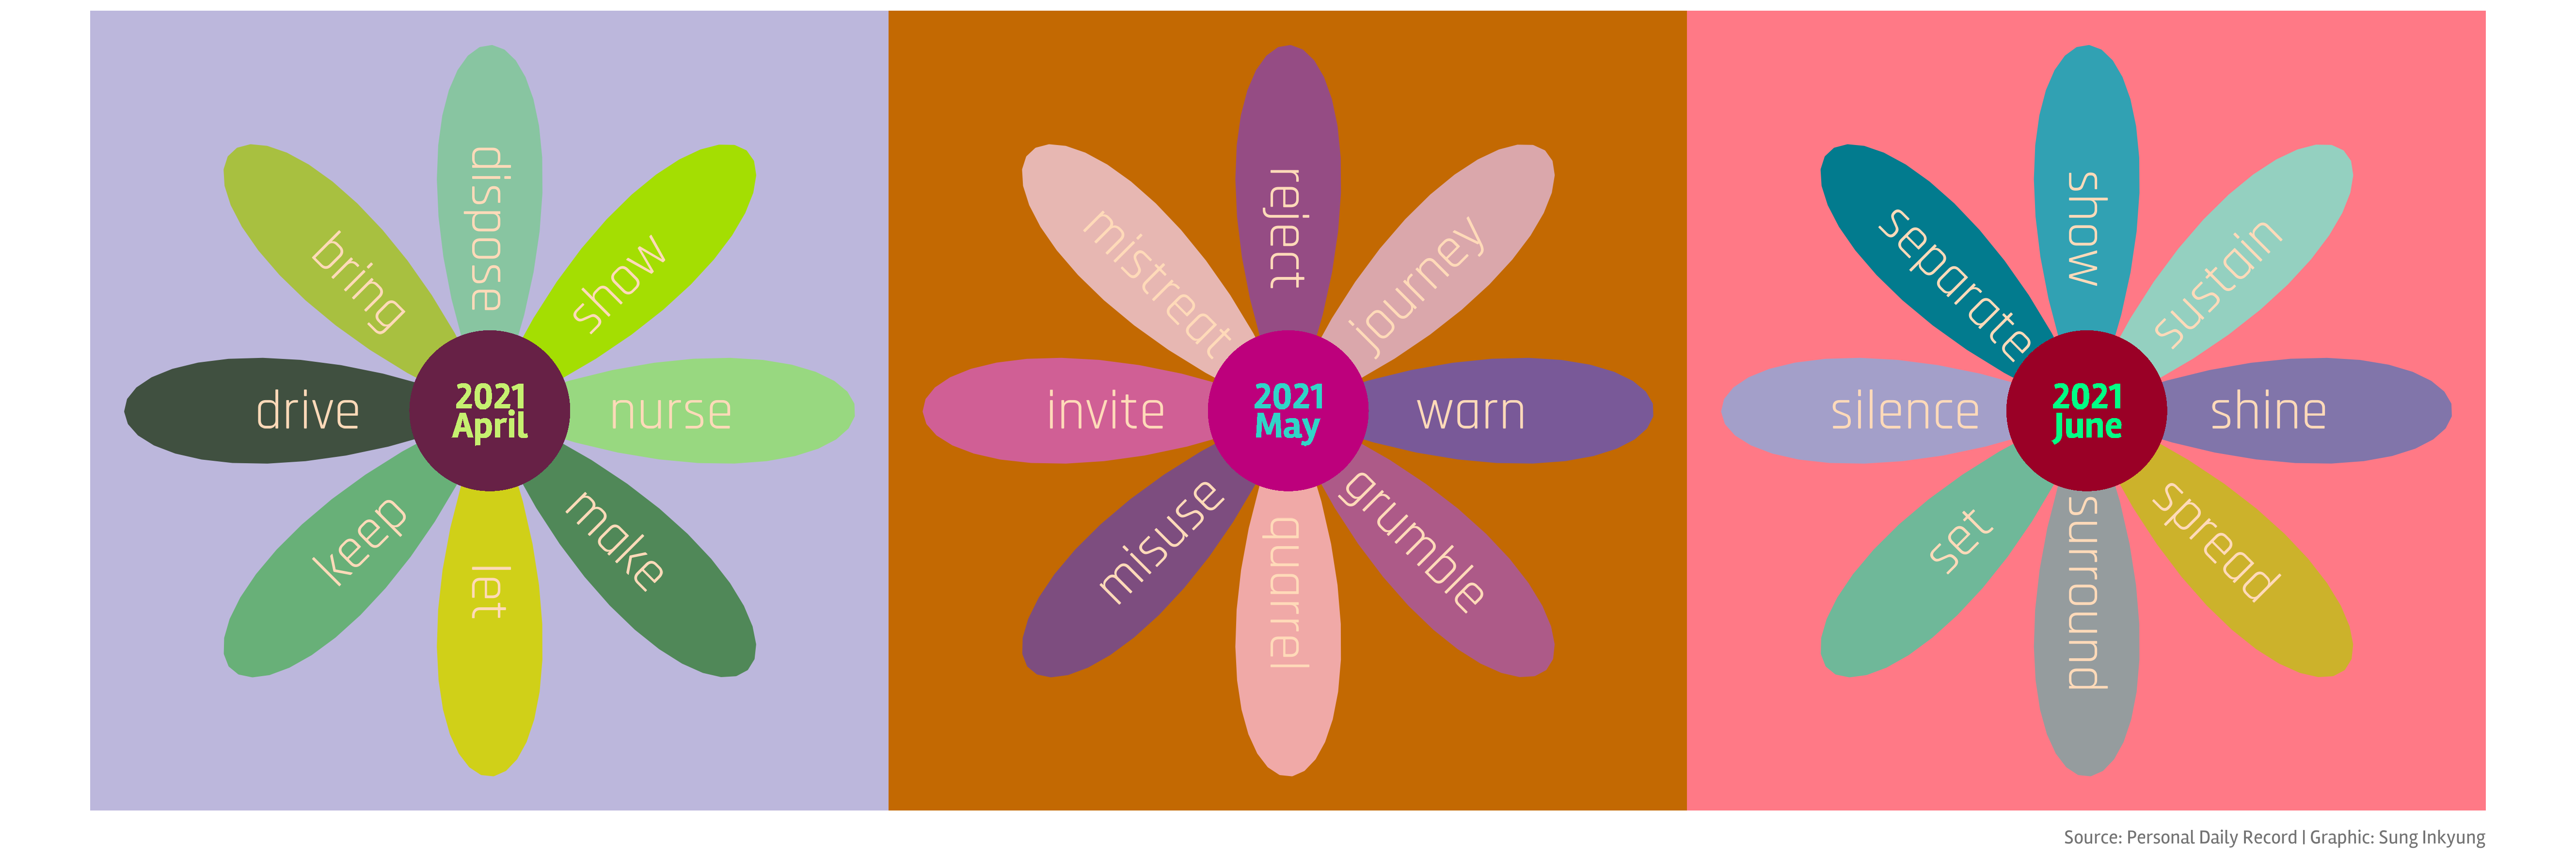 dispose
show
nurse
make
let
keep
drive
bring
2021
April
reject
journey
warn
grumble
quarrel
misuse
invite
mistreat
2021
May
show
sustain
shine
spread
surround
set
silence
separate
2021
June
Source: Personal Daily Record | Graphic: Sung Inkyung